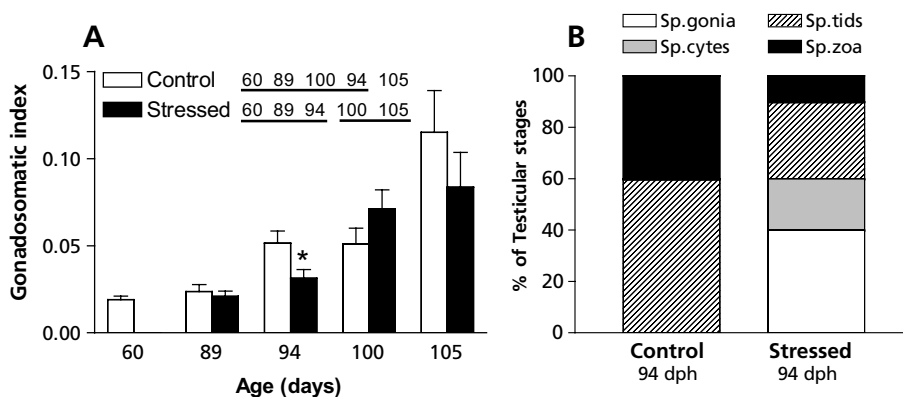 A
Control
60 89 100 94 105
Stressed
60 89 94 100 105
Gonadosomatic index
0.15
0.10
0.05
0.00
*
60 89 94 100 105
Age (days)
B
Sp.gonia
Sp.tids
Sp.cytes
Sp.zoa
% of Testicular stages
100
80
60
40
20
0
Control
94 dph
Stressed
94 dph